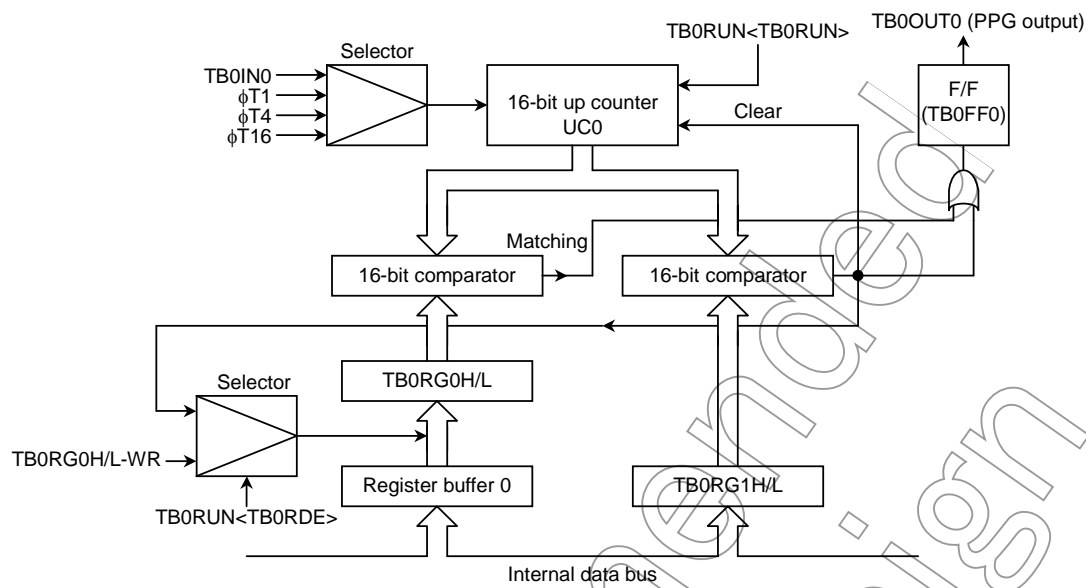 TB0OUT0 (PPG output)
TB0RUN<TB0RUN>
Selector
TB0IN0
ϕT1
ϕT4
ϕT16
16-bit up counter
UC0
F/F
(TB0FF0)
Clear
Matching
16-bit comparator
16-bit comparator
TB0RG0H/L
Selector
TB0RG0H/L-WR
Register buffer 0
TB0RG1H/L
TB0RUN<TB0RDE>
Internal data bus